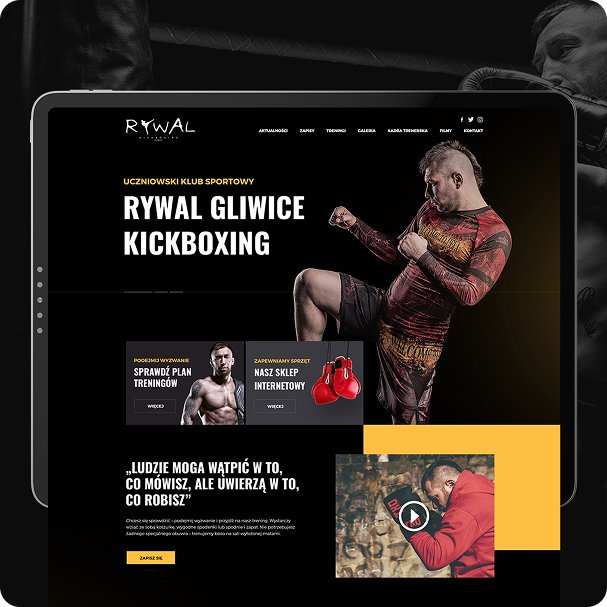 RYWAL
KICKBOXING
AKTUALNOŚCI ZAPISY TRENINGI GALERIA KADRA TRENERSKA FILMY KONTAKT
UCZNIOWSKI KLUB SPORTOWY
RYWAL GLIWICE
KICKBOXING
PODEJMIJ WYZWANIE
SPRAWDŹ PLAN
TRENINGÓW
WIĘCEJ
ZAPEWNIAMY SPRZĘT
NASZ SKLEP
INTERNETOWY
WIĘCEJ
„LUDZIE MOGA WĄTPIĆ W TO,
CO MÓWISZ, ALE UWIERZĄ W TO,
CO ROBISZ”
Chcesz się sprawdzić - podejmij wyzwanie i przyjdź na nasz trening. Wystarczy
wziąć ze sobą koszulkę, wygodne spodenki lub spodnie i zapał. Nie potrzebujesz
żadnego specjalnego obuwia - trenujemy boso na sali wyłożonej matami.
ZAPISZ SIĘ